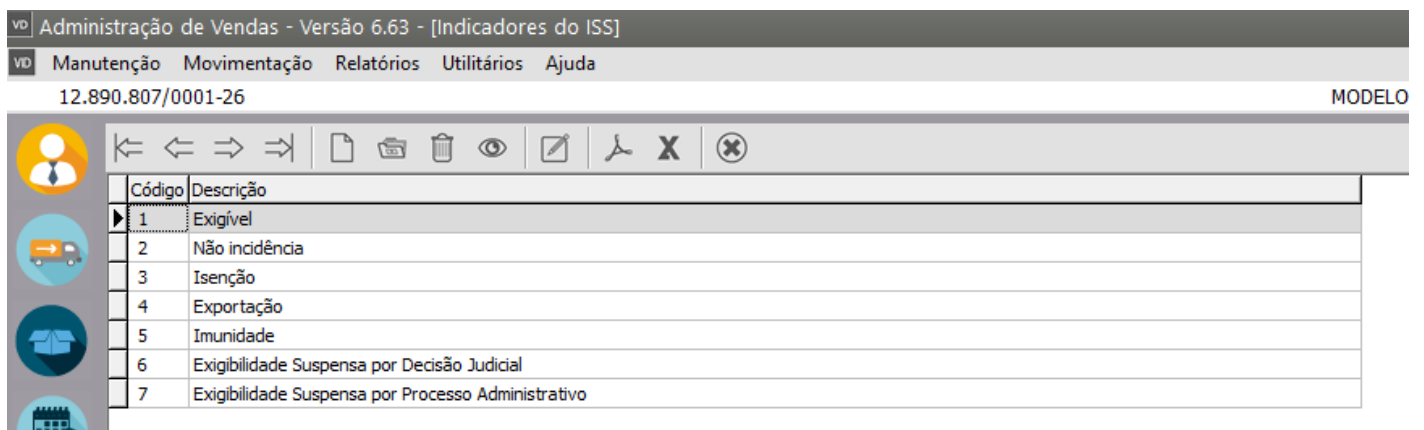 VD Administração de Vendas - Versão 6.63 - [Indicadores do ISS]
VD Manutenção Movimentação Relatórios Utilitários Ajuda
12.890.807/0001-26 MODELO
Código Descrição
1 Exigível
2 Não incidência
3 Isenção
4 Exportação
5 Imunidade
6 Exigibilidade Suspensa por Decisão Judicial
7 Exigibilidade Suspensa por Processo Administrativo